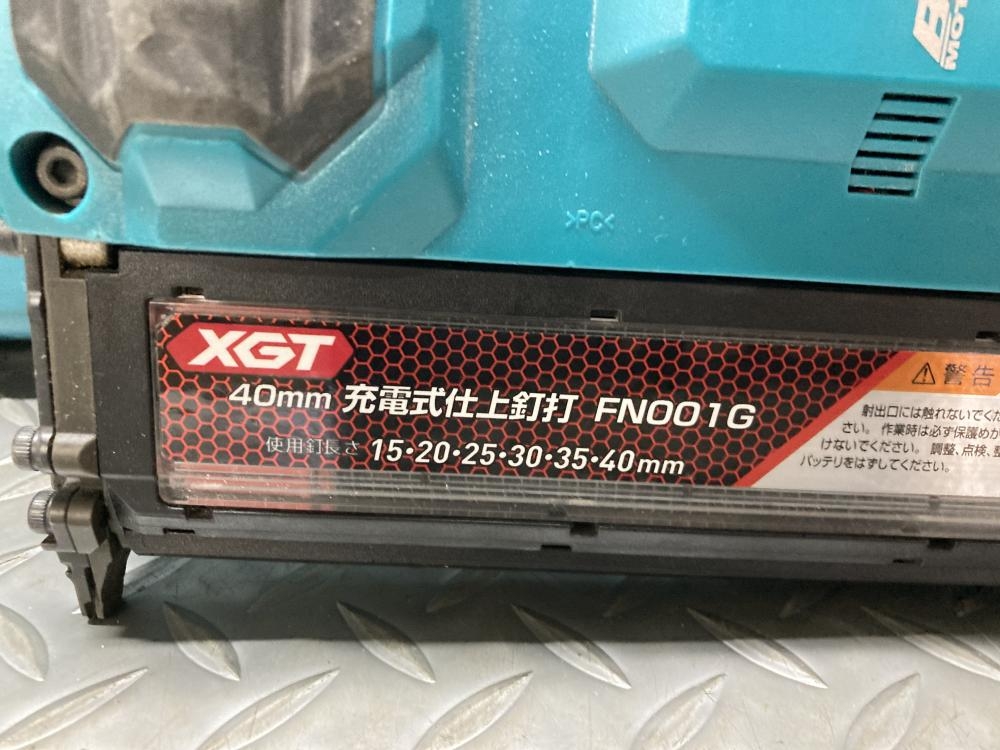 >PC<
XGT
40mm 充電式仕上釘打 FN001G
使用釘長さ 15・20・25・30・35・40mm
警告
射出口には触れないでくだ
さい。作業時は必ず保護めが
けないでください。調整、点検、整
バッテリをはずしてください。